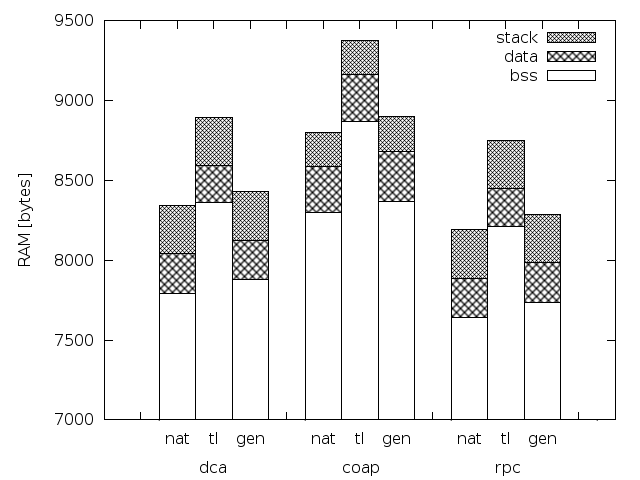 9500
9000
8500
8000
7500
7000
RAM [bytes]
stack
data
bss
nat tl gen nat tl gen nat tl gen
dca coap rpc